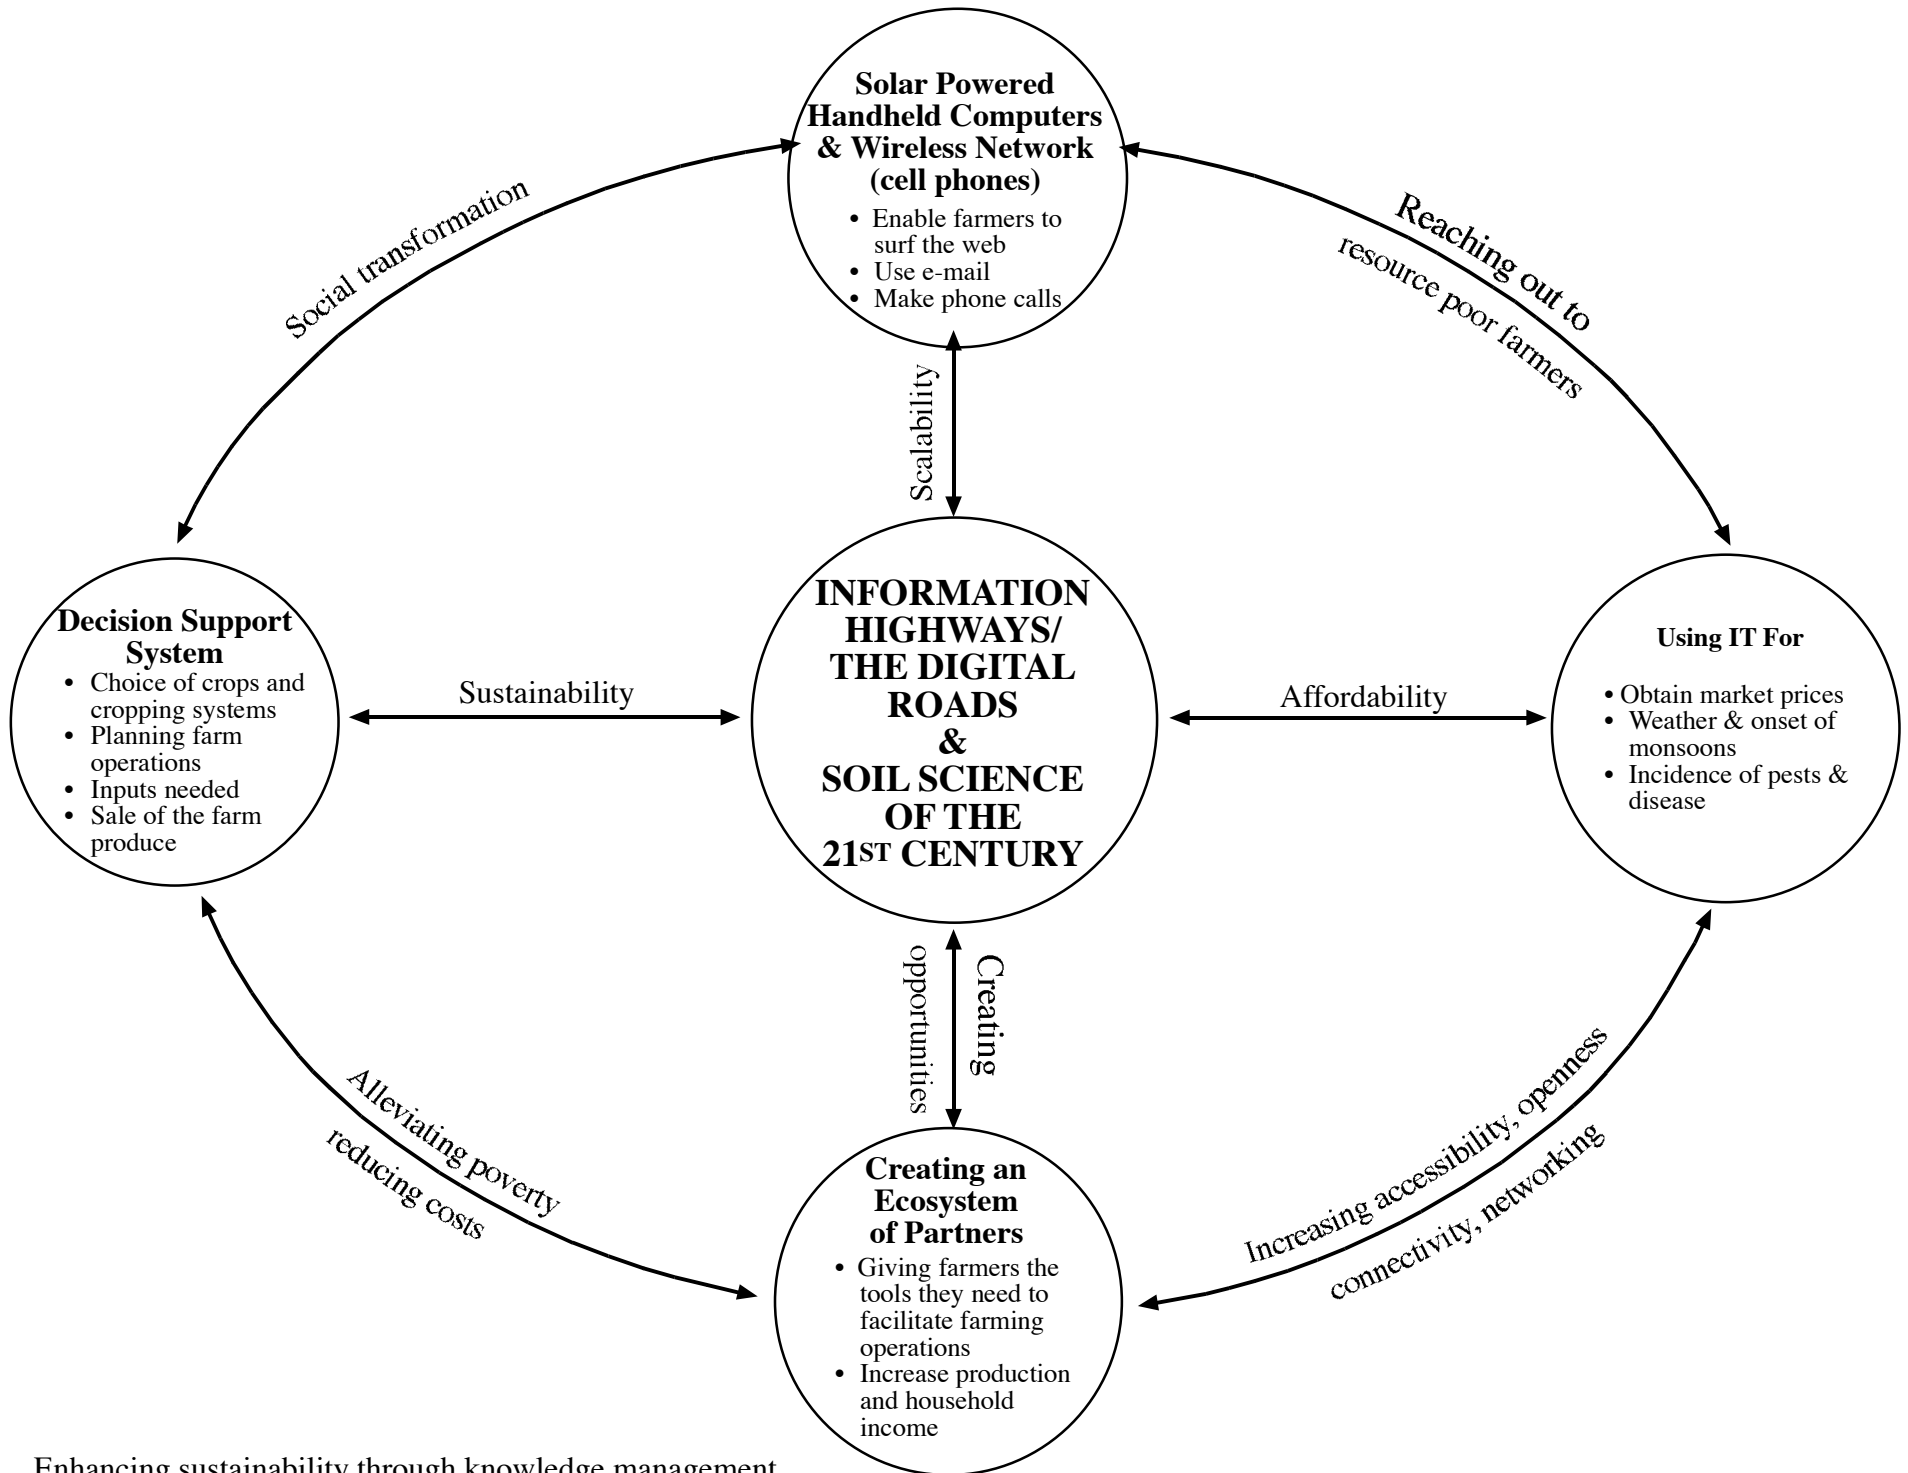 Solar Powered
Handheld Computers
& Wireless Network
(cell phones)
• Enable farmers to
surf the web
• Use e-mail
• Make phone calls
Social transformation
Reaching out to
resource poor farmers
Scalability
Decision Support
System
• Choice of crops and
cropping systems
• Planning farm
operations
• Inputs needed
• Sale of the farm
produce
Sustainability
INFORMATION
HIGHWAYS/
THE DIGITAL
ROADS
&
SOIL SCIENCE
OF THE
21ST CENTURY
Affordability
Using IT For
• Obtain market prices
• Weather & onset of
monsoons
• Incidence of pests &
disease
Creating
opportunities
Alleviating poverty
reducing costs
Increasing accessibility, openness
connectivity, networking
Creating an
Ecosystem
of Partners
• Giving farmers the
tools they need to
facilitate farming
operations
• Increase production
and household
income
Enhancing sustainability through knowledge management